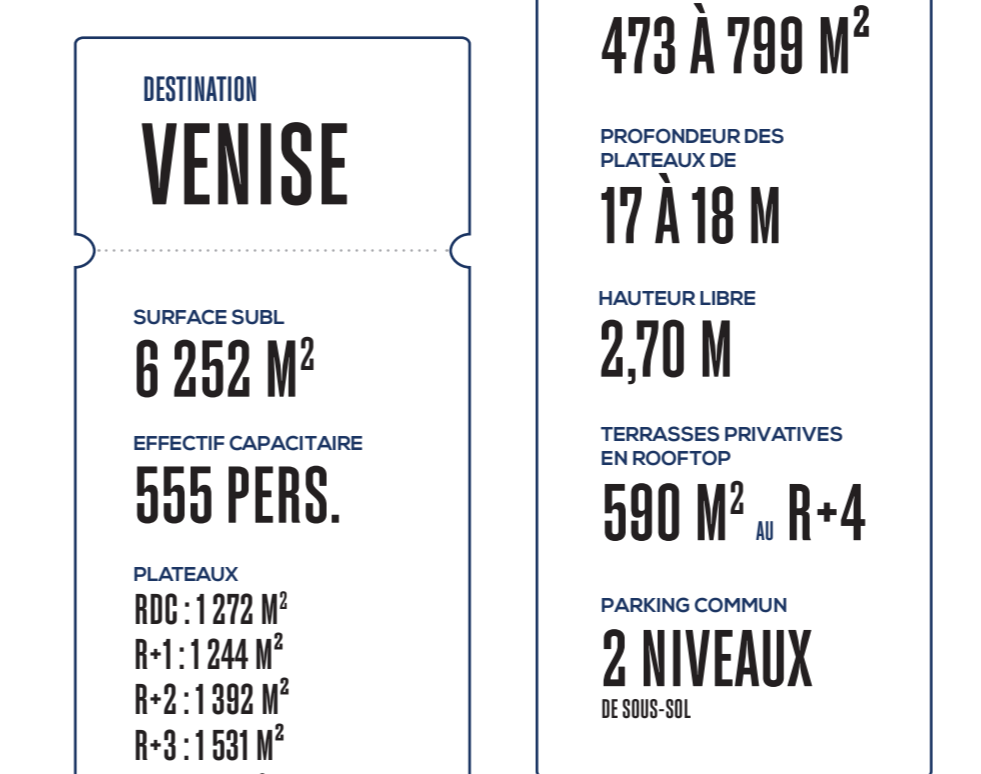 DESTINATION
VENISE
SURFACE SUBL
6 252 M²
EFFECTIF CAPACITAIRE
555 PERS.
PLATEAUX
RDC : 1 272 M²
R+1 : 1 244 M²
R+2 : 1 392 M²
R+3 : 1 531 M²
473 À 799 M²
PROFONDEUR DES
PLATEAUX DE
17 À 18 M
HAUTEUR LIBRE
2,70 M
TERRASSES PRIVATIVES
EN ROOFTOP
590 M² AU R+4
PARKING COMMUN
2 NIVEAUX
DE SOUS-SOL